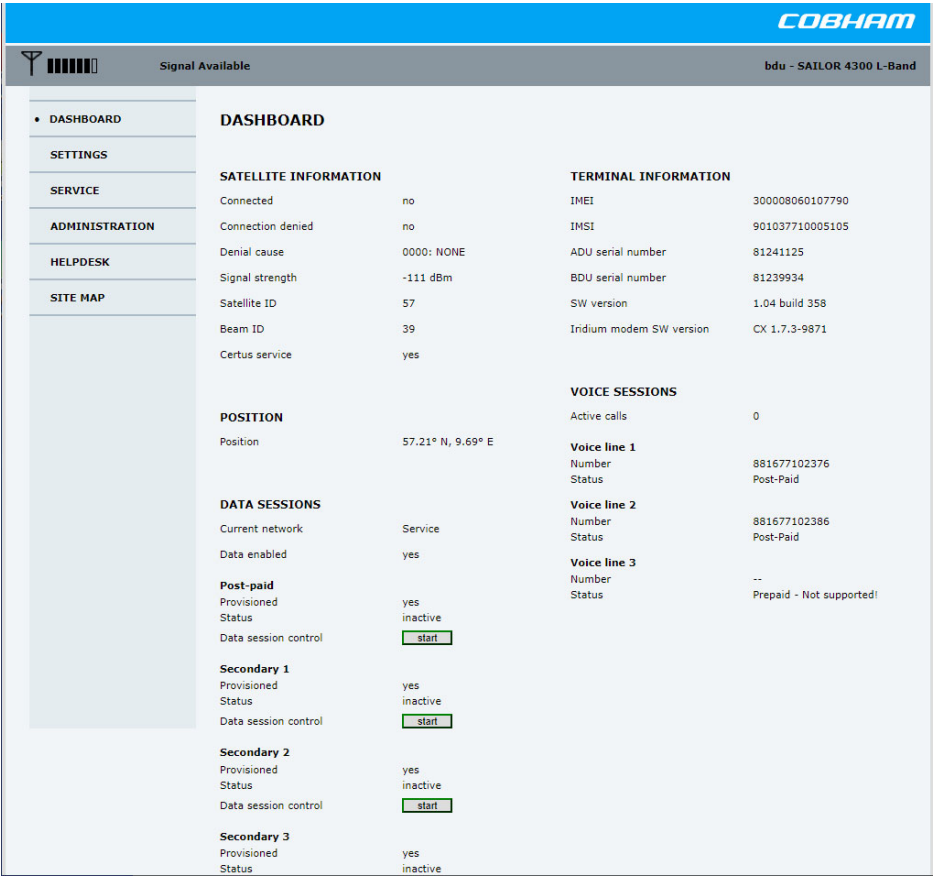 COBHAM
Signal Available
bdu - SAILOR 4300 L-Band
DASHBOARD
SETTINGS
SERVICE
ADMINISTRATION
HELPDESK
SITE MAP
DASHBOARD
SATELLITE INFORMATION
Connected no
Connection denied no
Denial cause 0000: NONE
Signal strength -111 dBm
Satellite ID 57
Beam ID 39
Certus service yes
POSITION
Position 57.21° N, 9.69° E
DATA SESSIONS
Current network Service
Data enabled yes
Post-paid
Provisioned yes
Status inactive
Data session control start
Secondary 1
Provisioned yes
Status inactive
Data session control start
Secondary 2
Provisioned yes
Status inactive
Data session control start
Secondary 3
Provisioned yes
Status inactive
TERMINAL INFORMATION
IMEI 300008060107790
IMSI 901037710005105
ADU serial number 81241125
BDU serial number 81239934
SW version 1.04 build 358
Iridium modem SW version CX 1.7.3-9871
VOICE SESSIONS
Active calls 0
Voice line 1
Number 881677102376
Status Post-Paid
Voice line 2
Number 881677102386
Status Post-Paid
Voice line 3
Number --
Status Prepaid - Not supported!